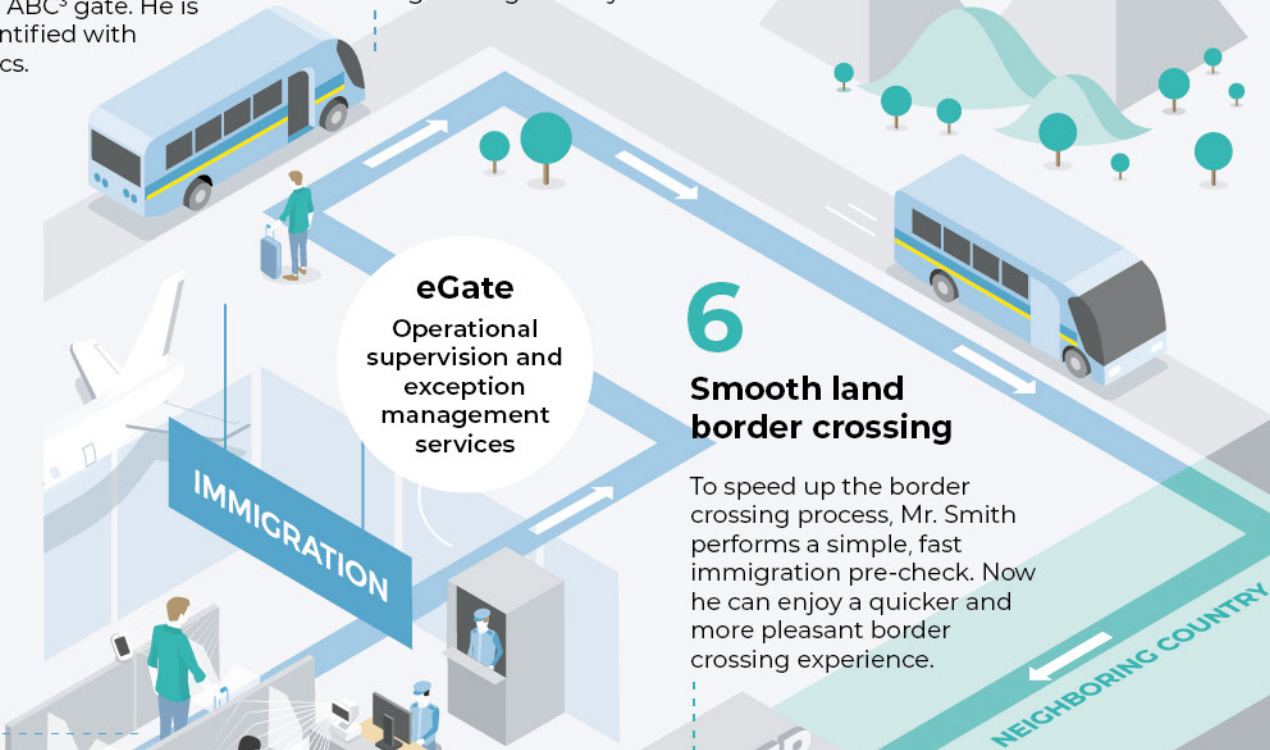 ABC³ gate. He is
ntified with
cs.
eGate
Operational
supervision and
exception
management
services
6
Smooth land
border crossing
To speed up the border
crossing process, Mr. Smith
performs a simple, fast
immigration pre-check. Now
he can enjoy a quicker and
more pleasant border
crossing experience.
IMMIGRATION
NEIGHBORING COUNTRY